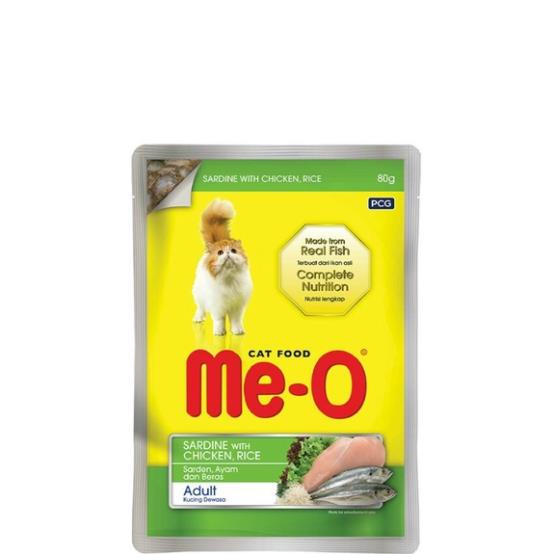 SARDINE WITH CHICKEN, RICE 80g
PCG
Made from
Real Fish
Terbuat dari ikan asli
Complete
Nutrition
Nutrisi lengkap
CAT FOOD
Me-O®
SARDINE WITH
CHICKEN, RICE
Sarden, Ayam
dan Beras
Adult
Kucing Dewasa